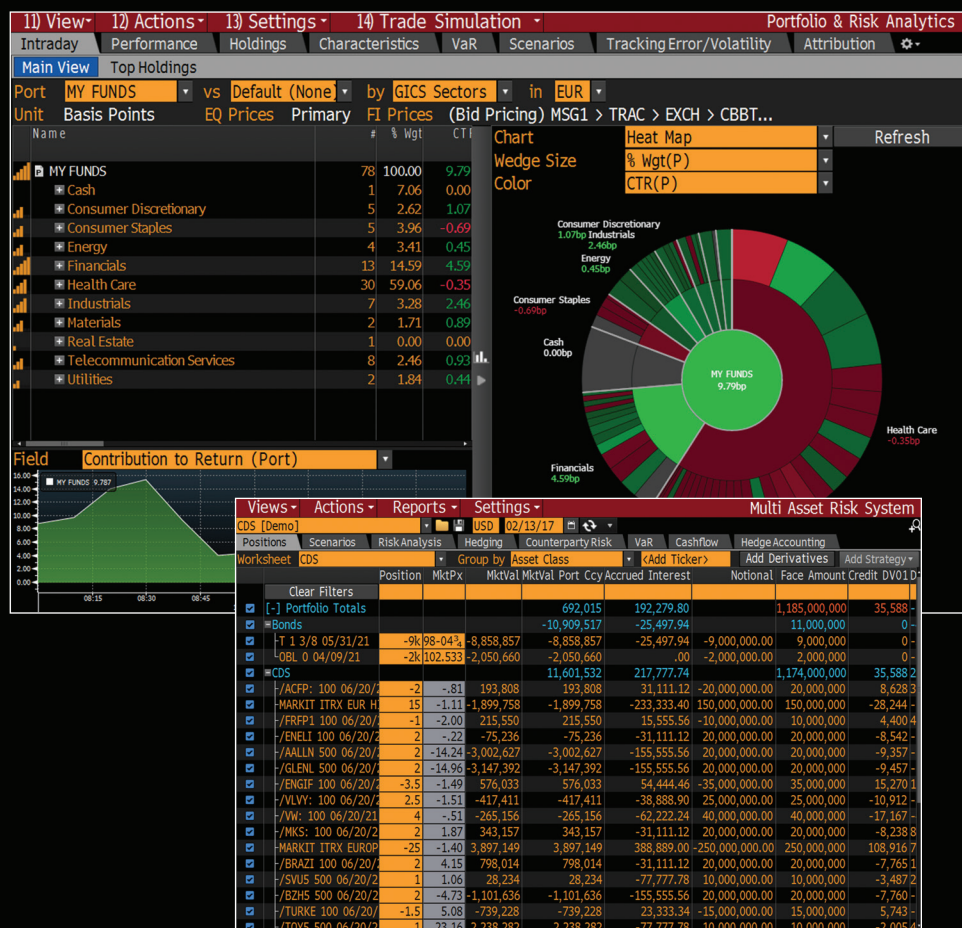 11) View 12) Actions 13) Settings 14) Trade Simulation Portfolio & Risk Analytics
Intraday Performance Holdings Characteristics VaR Scenarios Tracking Error/Volatility Attribution
Main View Top Holdings
Port MY FUNDS vs Default (None) by GICS Sectors in EUR
Unit Basis Points EQ Prices Primary FI Prices (Bid Pricing) MSG1 > TRAC > EXCH > CBBT...
Name # % Wgt
MY FUNDS 78 100.00 9.79
Cash 1 7.06 0.00
Consumer Discretionary 5 2.62 1.07
Consumer Staples 5 3.96 -0.69
Energy 4 3.41 0.45
Financials 13 14.59 4.59
Health Care 30 59.06 -0.35
Industrials 7 3.28 2.46
Materials 2 1.71 0.89
Real Estate 1 0.00 0.00
Telecommunication Services 8 2.46 0.93
Utilities 2 1.84 0.44
Chart Heat Map Refresh
Wedge Size % Wgt(P)
Color CTR(P)
Consumer Discretionary
1.07bp Industrials
2.46bp
Energy
0.45bp
Consumer Staples
-0.69bp
Cash
0.00bp
MY FUNDS
9.79bp
Health Care
-0.35bp
Financials
4.59bp
Field Contribution to Return (Port)
MY FUNDS 9.787
16.00
14.00
12.00
10.00
8.00
6.00
4.00
2.00
0.00
08:15 08:30 08:45
Views Actions Reports Settings Multi Asset Risk System
CDS [Demo] USD 02/13/17
Positions Scenarios Risk Analysis Hedging Counterparty Risk VaR Cashflow Hedge Accounting
Worksheet CDS Group by Asset Class <Add Ticker> Add Derivatives Add Strategy
Position MktPx MktVal MktVal Port Ccy Accrued Interest Notional Face Amount Credit DV01
Clear Filters
[-] Portfolio Totals 692,015 192,279.80 1,185,000,000 35,588
Bonds -10,909,517 -25,497.94 11,000,000 0
T 1 3/8 05/31/21 -9k 98-04¾ -8,858,857 -8,858,857 -25,497.94 -9,000,000.00 9,000,000 0
OBL 0 04/09/21 -2k 102.533 -2,050,660 -2,050,660 .00 -2,000,000.00 2,000,000 0
CDS 11,601,532 217,777.74 1,174,000,000 35,588
/ACFP: 100 06/20/ -2 -.81 193,808 193,808 31,111.12 -20,000,000.00 20,000,000 8,628
MARKIT ITRX EUR 15 -1.11 -1,899,758 -1,899,758 -233,333.40 150,000,000.00 150,000,000 -28,244
/FRFP1 100 06/20/ -1 -2.00 215,550 215,550 15,555.56 -10,000,000.00 10,000,000 4,400
/ENELI 100 06/20/ 2 -.22 -75,236 -75,236 -31,111.12 20,000,000.00 20,000,000 -8,542
/AALLN 500 06/20/ 2 -14.24 -3,002,627 -3,002,627 -155,555.56 20,000,000.00 20,000,000 -9,357
/GLENL 500 06/20/ 2 -14.96 -3,147,392 -3,147,392 -155,555.56 20,000,000.00 20,000,000 -9,457
/ENGIF 100 06/20/ -3.5 -1.49 576,033 576,033 54,444.46 -35,000,000.00 35,000,000 15,270
/VLVY: 100 06/20/ 2.5 -1.51 -417,411 -417,411 -38,888.90 25,000,000.00 25,000,000 -10,912
/VW: 100 06/20/21 4 -.51 -265,156 -265,156 -62,222.24 40,000,000.00 40,000,000 -17,167
/MKS: 100 06/20/2 2 1.87 343,157 343,157 -31,111.12 20,000,000.00 20,000,000 -8,238
MARKIT ITRX EUROP -25 -1.40 3,897,149 3,897,149 388,889.00 -250,000,000.00 250,000,000 108,916
/BRAZI 100 06/20/ 2 4.15 798,014 798,014 -31,111.12 20,000,000.00 20,000,000 -7,765
/SVU5 500 06/20/2 1 1.06 28,234 28,234 -77,777.78 10,000,000.00 10,000,000 -3,487
/BZH5 500 06/20/2 2 -4.73 -1,101,636 -1,101,636 -155,555.56 20,000,000.00 20,000,000 -7,760
/TURKE 100 06/20/ -1.5 5.08 -739,228 -739,228 23,333.34 -15,000,000.00 15,000,000 5,743